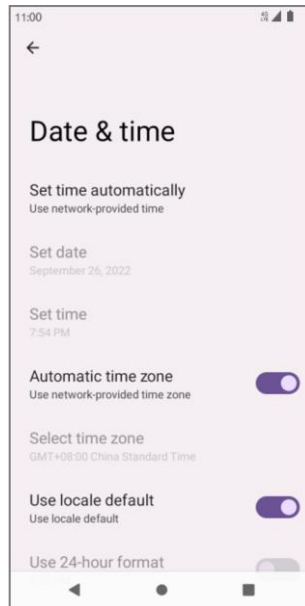 11:00
Date & time
Set time automatically
Use network-provided time
Set date
September 26, 2022
Set time
7:54 PM
Automatic time zone
Use network-provided time zone
Select time zone
GMT+08:00 China Standard Time
Use locale default
Use locale default
Use 24-hour format